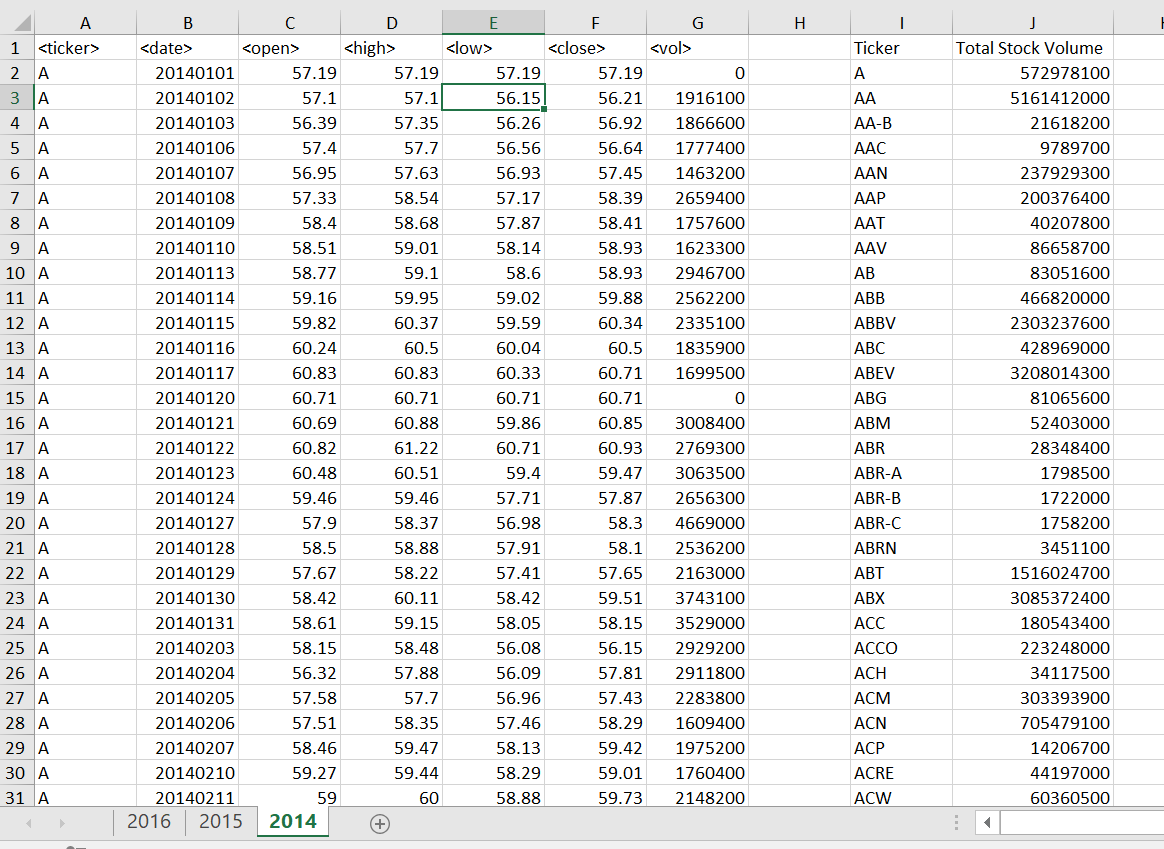 A B C D E F G H I J
1 <ticker> <date> <open> <high> <low> <close> <vol> Ticker Total Stock Volume
2 A 20140101 57.19 57.19 57.19 57.19 0 A 572978100
3 A 20140102 57.1 57.1 56.15 56.21 1916100 AA 5161412000
4 A 20140103 56.39 57.35 56.26 56.92 1866600 AA-B 21618200
5 A 20140106 57.4 57.7 56.56 56.64 1777400 AAC 9789700
6 A 20140107 56.95 57.63 56.93 57.45 1463200 AAN 237929300
7 A 20140108 57.33 58.54 57.17 58.39 2659400 AAP 200376400
8 A 20140109 58.4 58.68 57.87 58.41 1757600 AAT 40207800
9 A 20140110 58.51 59.01 58.14 58.93 1623300 AAV 86658700
10 A 20140113 58.77 59.1 58.6 58.93 2946700 AB 83051600
11 A 20140114 59.16 59.95 59.02 59.88 2562200 ABB 466820000
12 A 20140115 59.82 60.37 59.59 60.34 2335100 ABBV 2303237600
13 A 20140116 60.24 60.5 60.04 60.5 1835900 ABC 428969000
14 A 20140117 60.83 60.83 60.33 60.71 1699500 ABEV 3208014300
15 A 20140120 60.71 60.71 60.71 60.71 0 ABG 81065600
16 A 20140121 60.69 60.88 59.86 60.85 3008400 ABM 52403000
17 A 20140122 60.82 61.22 60.71 60.93 2769300 ABR 28348400
18 A 20140123 60.48 60.51 59.4 59.47 3063500 ABR-A 1798500
19 A 20140124 59.46 59.46 57.71 57.87 2656300 ABR-B 1722000
20 A 20140127 57.9 58.37 56.98 58.3 4669000 ABR-C 1758200
21 A 20140128 58.5 58.88 57.91 58.1 2536200 ABRN 3451100
22 A 20140129 57.67 58.22 57.41 57.65 2163000 ABT 1516024700
23 A 20140130 58.42 60.11 58.42 59.51 3743100 ABX 3085372400
24 A 20140131 58.61 59.15 58.05 58.15 3529000 ACC 180543400
25 A 20140203 58.15 58.48 56.08 56.15 2929200 ACCO 223248000
26 A 20140204 56.32 57.88 56.09 57.81 2911800 ACH 34117500
27 A 20140205 57.58 57.7 56.96 57.43 2283800 ACM 303393900
28 A 20140206 57.51 58.35 57.46 58.29 1609400 ACN 705479100
29 A 20140207 58.46 59.47 58.13 59.42 1975200 ACP 14206700
30 A 20140210 59.27 59.44 58.29 59.01 1760400 ACRE 44197000
31 A 20140211 59 60 58.88 59.73 2148200 ACW 60360500
2016 2015 2014